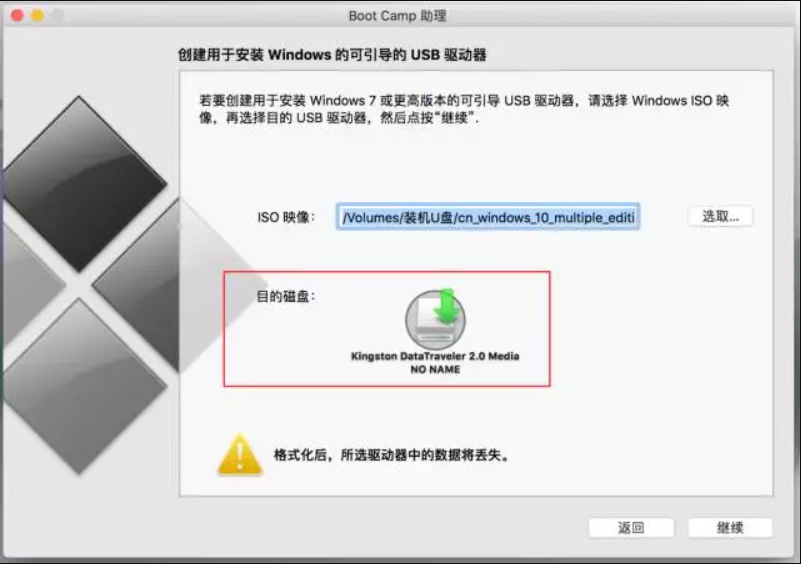 Boot Camp 助理
创建用于安装 Windows 的可引导的 USB 驱动器
若要创建用于安装 Windows 7 或更高版本的可引导 USB 驱动器，请选择 Windows ISO 映
像，再选择目的 USB 驱动器，然后点按“继续”.
ISO 映像：
/Volumes/装机U盘/cn_windows_10_multiple_editi
选取...
目的磁盘：
Kingston DataTraveler 2.0 Media
NO NAME
格式化后，所选驱动器中的数据将丢失。
返回
继续